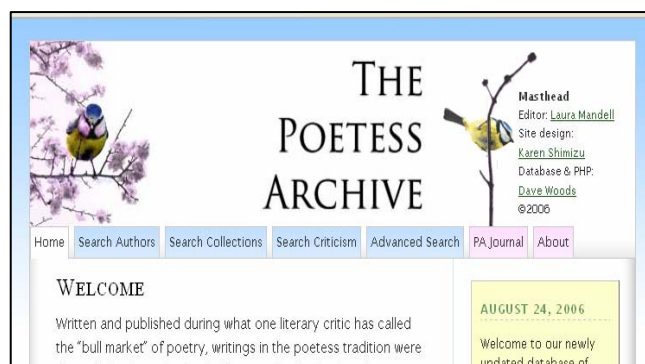 THE
POETESS
ARCHIVE
Masthead
Editor: Laura Mandell
Site design:
Karen Shimizu
Database & PHP:
Dave Woods
©2006
Home Search Authors Search Collections Search Criticism Advanced Search PA Journal About
WELCOME
Written and published during what one literary critic has called
the "bull market" of poetry, writings in the poetess tradition were
AUGUST 24, 2006
Welcome to our newly
updated database of